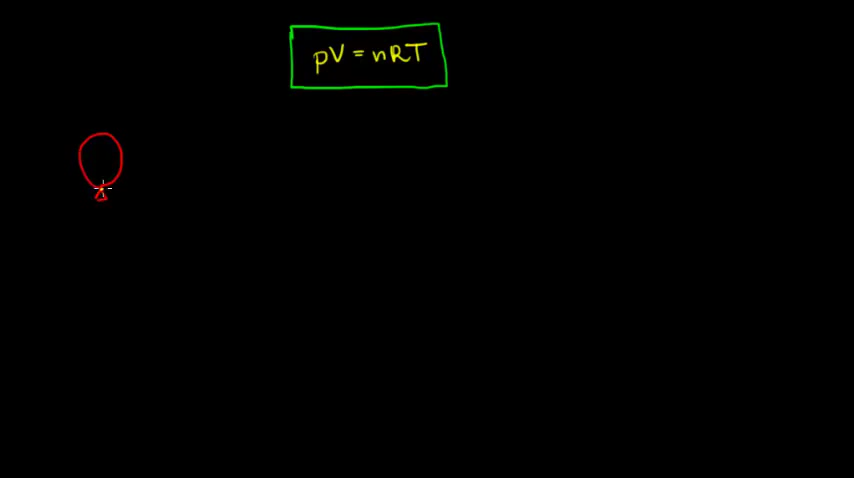 pV = nRT